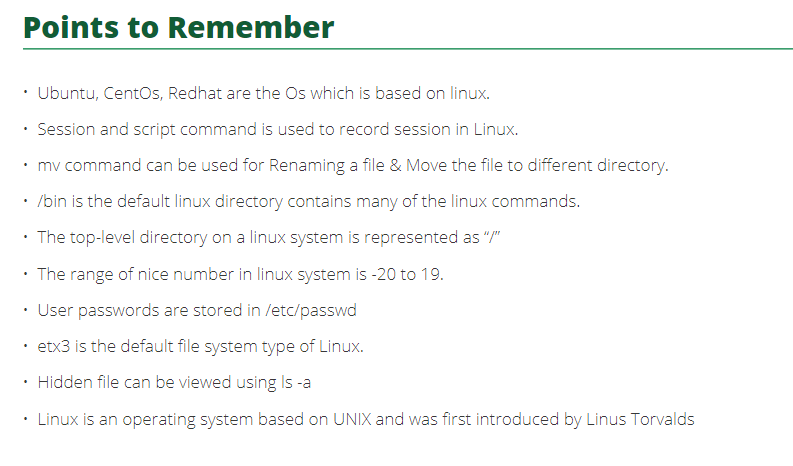 Points to Remember
• Ubuntu, CentOs, Redhat are the Os which is based on linux.
• Session and script command is used to record session in Linux.
• mv command can be used for Renaming a file & Move the file to different directory.
• /bin is the default linux directory contains many of the linux commands.
• The top-level directory on a linux system is represented as “/”
• The range of nice number in linux system is -20 to 19.
• User passwords are stored in /etc/passwd
• etx3 is the default file system type of Linux.
• Hidden file can be viewed using ls -a
• Linux is an operating system based on UNIX and was first introduced by Linus Torvalds